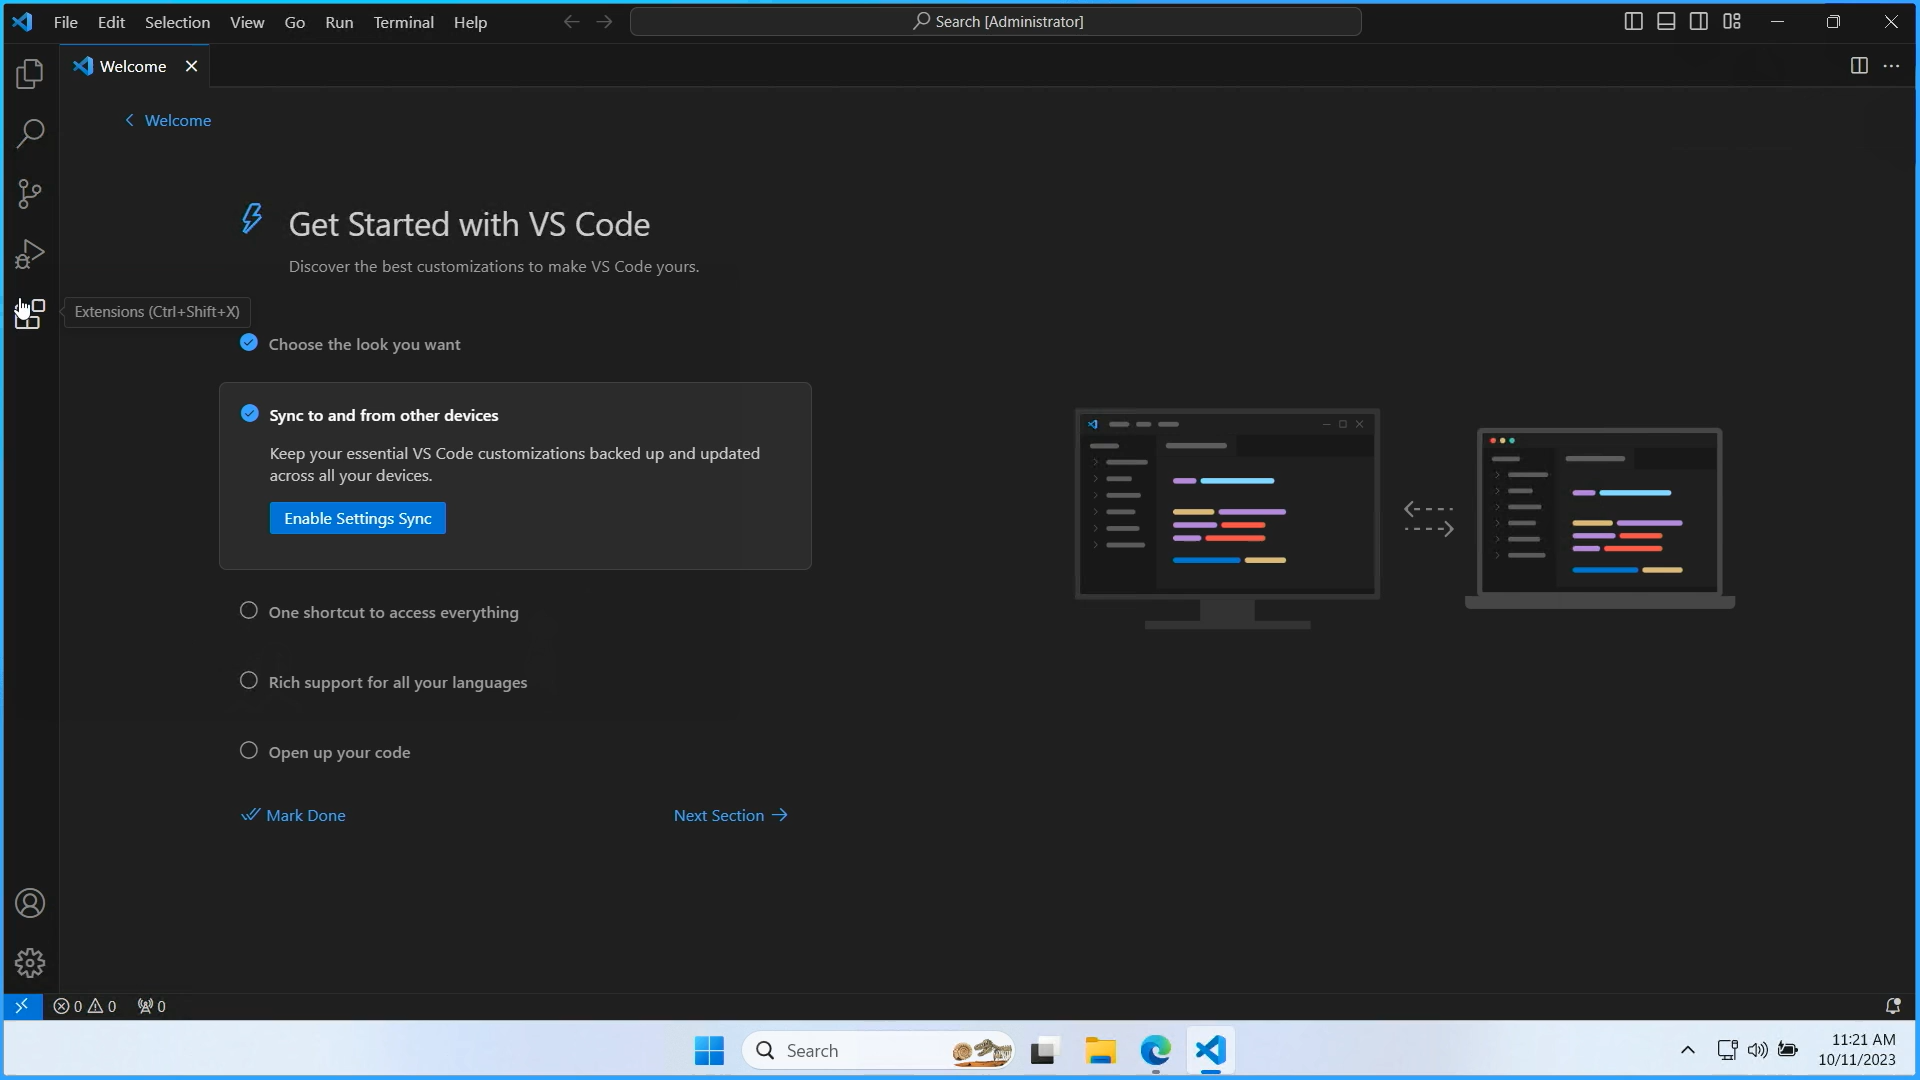 File Edit Selection View Go Run Terminal Help
Search [Administrator]
Welcome
Welcome
Get Started with VS Code
Discover the best customizations to make VS Code yours.
Extensions (Ctrl+Shift+X)
Choose the look you want
Sync to and from other devices
Keep your essential VS Code customizations backed up and updated
across all your devices.
Enable Settings Sync
One shortcut to access everything
Rich support for all your languages
Open up your code
Mark Done
Next Section
0 0 0
Search
11:21 AM
10/11/2023